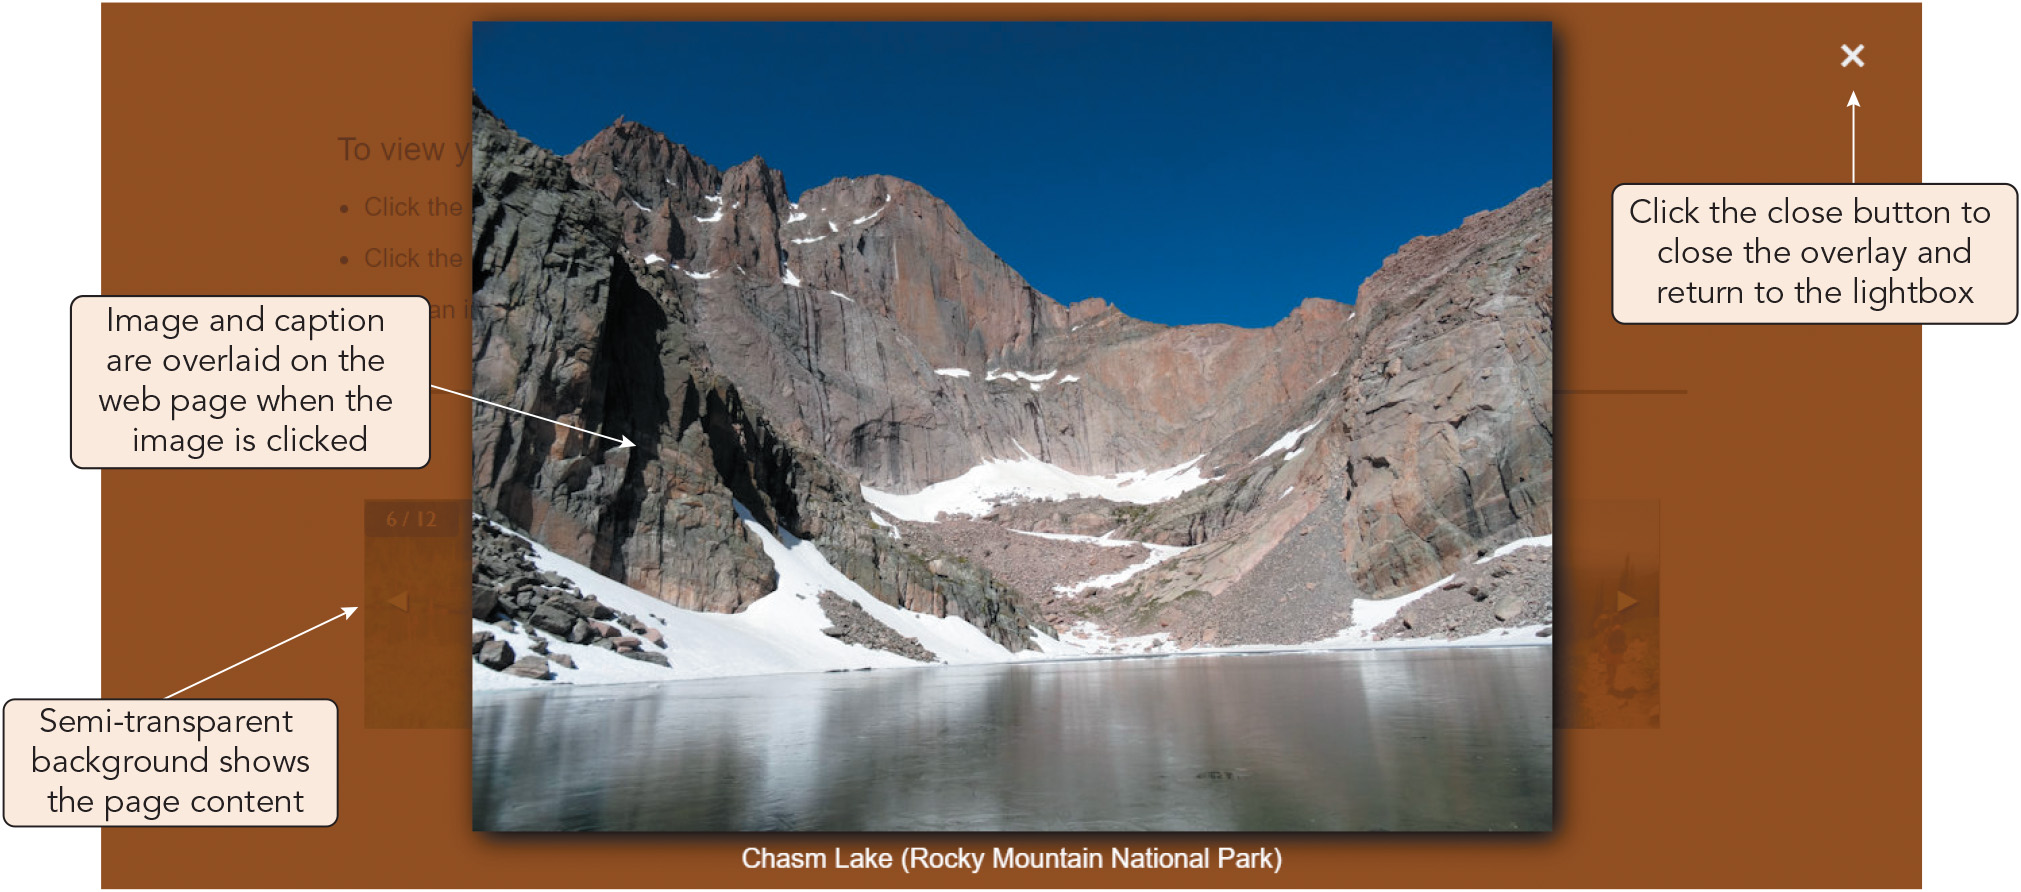 ×
To view y
• Click the
• Click the
an i
Click the close button to
close the overlay and
return to the lightbox
Image and caption
are overlaid on the
web page when the
image is clicked
6 / 12
Semi-transparent
background shows
the page content
Chasm Lake (Rocky Mountain National Park)